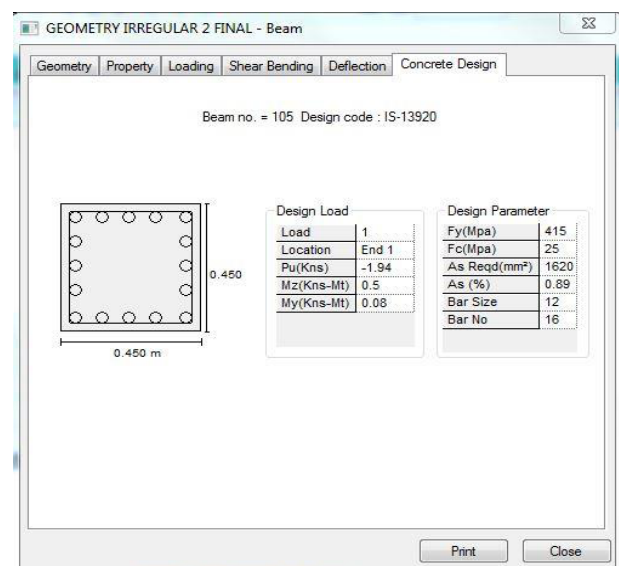 GEOMETRY IRREGULAR 2 FINAL - Beam
Geometry Property Loading Shear Bending Deflection Concrete Design
Beam no. = 105 Design code : IS-13920
0.450
0.450 m
Design Load
Load 1
Location End 1
Pu(Kns) -1.94
Mz(Kns-Mt) 0.5
My(Kns-Mt) 0.08
Design Parameter
Fy(Mpa) 415
Fc(Mpa) 25
As Reqd(mm²) 1620
As (%) 0.89
Bar Size 12
Bar No 16
Print Close